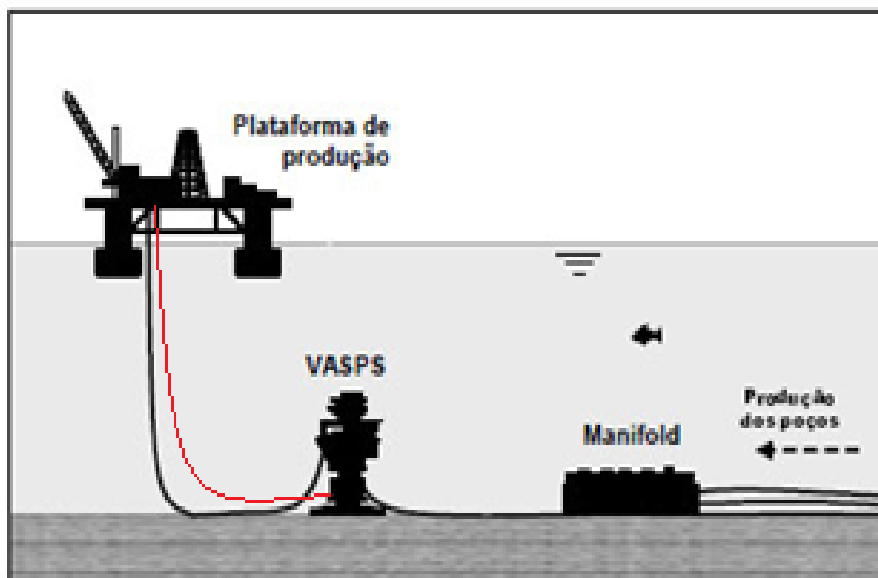 Plataforma de
produção
VASPS
Manifold
Produção
dos poços